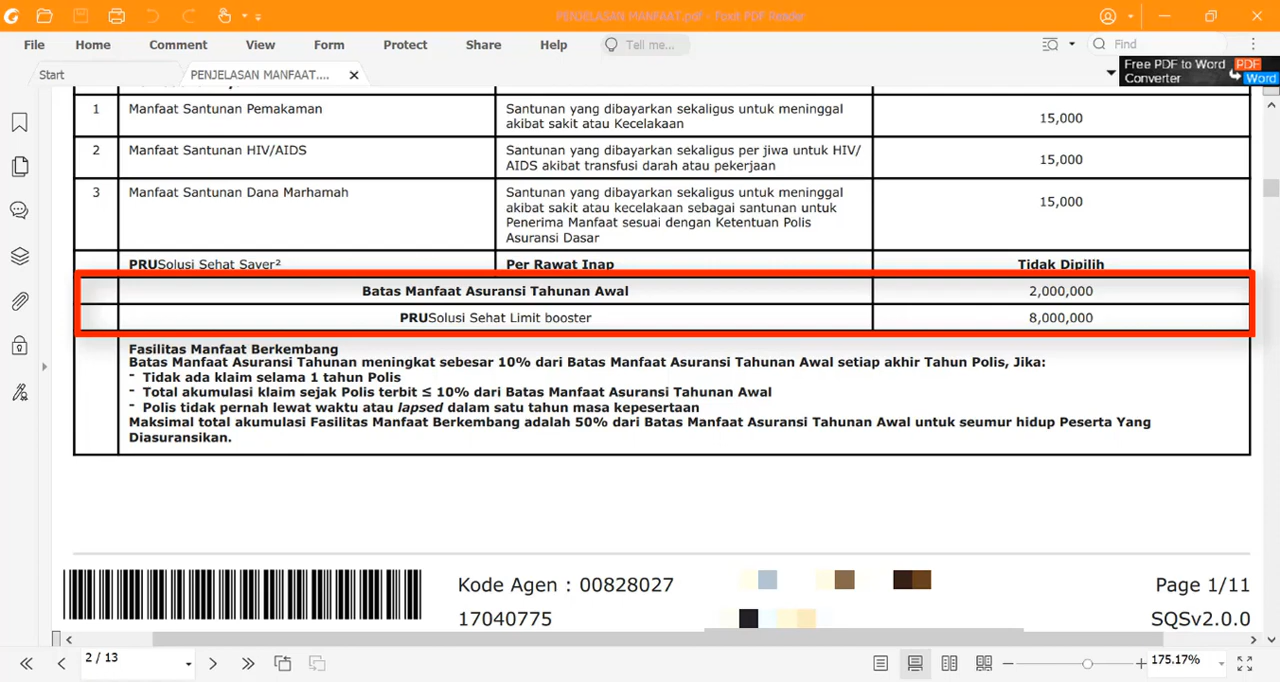 PENJELASAN MANFAAT.pdf - Foxit PDF Reader
File Home Comment View Form Protect Share Help Tell me... Find
Start PENJELASAN MANFAAT.... Free PDF to Word Converter PDF Word
1 Manfaat Santunan Pemakaman Santunan yang dibayarkan sekaligus untuk meninggal akibat sakit atau Kecelakaan 15,000
2 Manfaat Santunan HIV/AIDS Santunan yang dibayarkan sekaligus per jiwa untuk HIV/ AIDS akibat transfusi darah atau pekerjaan 15,000
3 Manfaat Santunan Dana Marhamah Santunan yang dibayarkan sekaligus untuk meninggal akibat sakit atau kecelakaan sebagai santunan untuk Penerima Manfaat sesuai dengan Ketentuan Polis Asuransi Dasar 15,000
PRUSolusi Sehat Saver² Per Rawat Inap Tidak Dipilih
Batas Manfaat Asuransi Tahunan Awal 2,000,000
PRUSolusi Sehat Limit booster 8,000,000
Fasilitas Manfaat Berkembang
Batas Manfaat Asuransi Tahunan meningkat sebesar 10% dari Batas Manfaat Asuransi Tahunan Awal setiap akhir Tahun Polis, Jika:
- Tidak ada klaim selama 1 tahun Polis
- Total akumulasi klaim sejak Polis terbit ≤ 10% dari Batas Manfaat Asuransi Tahunan Awal
- Polis tidak pernah lewat waktu atau lapsed dalam satu tahun masa kepesertaan
Maksimal total akumulasi Fasilitas Manfaat Berkembang adalah 50% dari Batas Manfaat Asuransi Tahunan Awal untuk seumur hidup Peserta Yang
Diasuransikan.
Kode Agen : 00828027 Page 1/11
17040775 SQSv2.0.0
2 / 13 175.17%